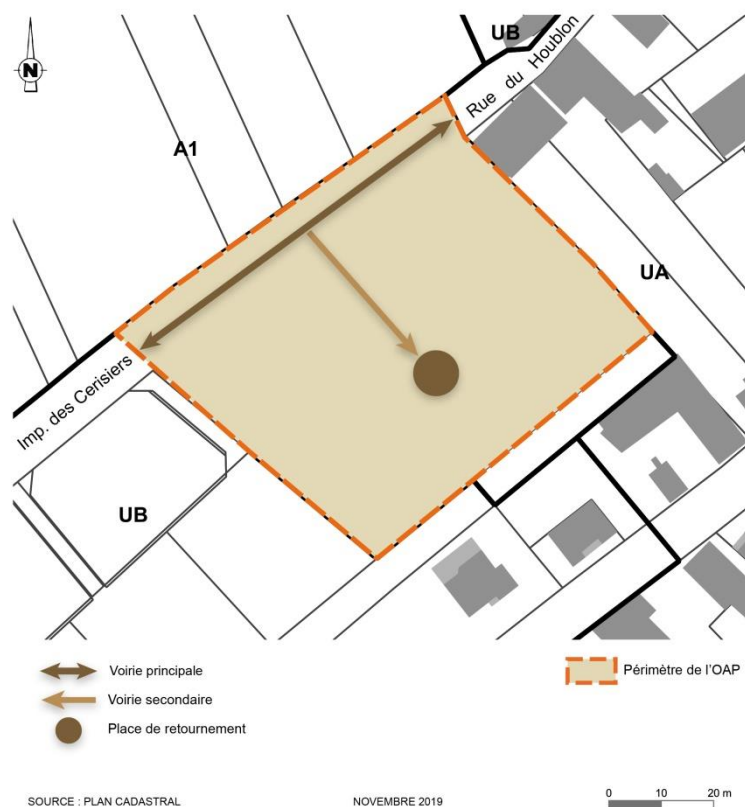 N
UB
Rue du Houblon
A1
UA
Imp. des Cerisiers
UB
Voirie principale
Voirie secondaire
Place de retournement
Périmètre de l'OAP
SOURCE : PLAN CADASTRAL
NOVEMBRE 2019
0 10 20 m